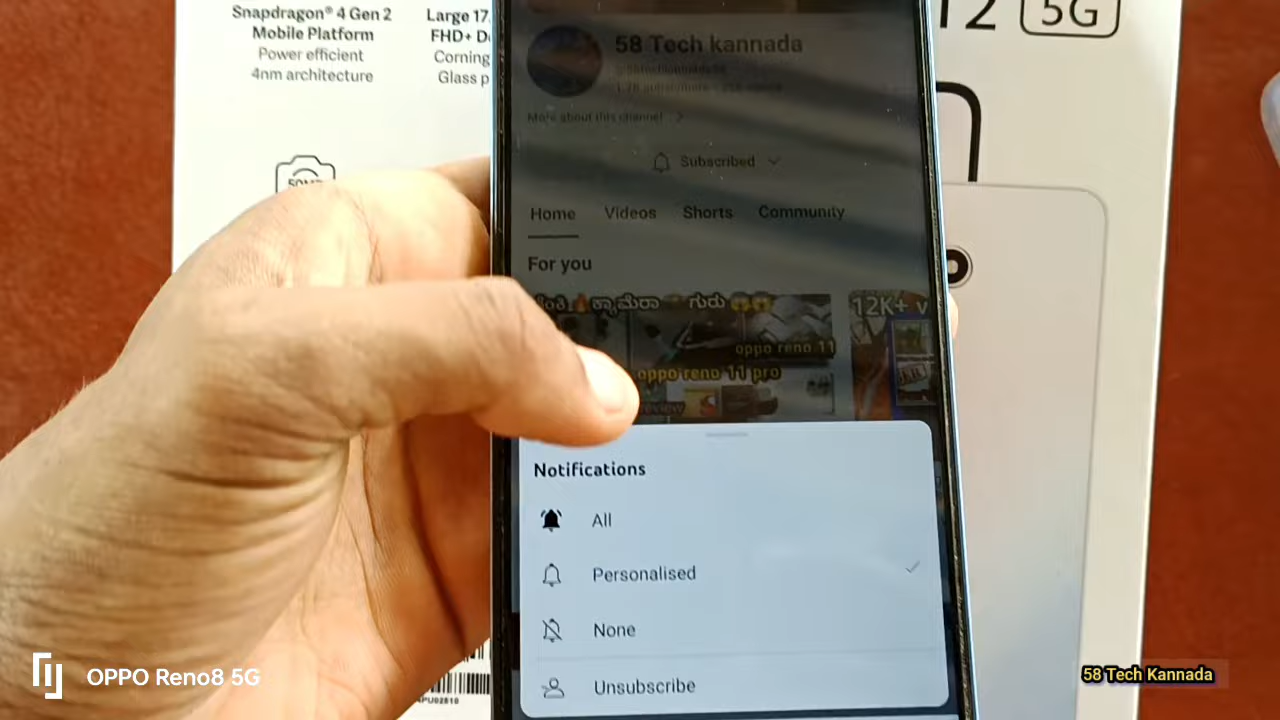 Snapdragon® 4 Gen 2
Mobile Platform
Power efficient
4nm architecture
Large 17.
FHD+ D
Corning
Glass p
12 5G
50MP
58 Tech kannada
More about this channel >
Subscribed
Home Videos Shorts Community
For you
ಕ್ಯಾಮೆರಾ ಗುರು
12K+ v
oppo reno 11
oppo reno 11 pro
review
Notifications
All
Personalised
None
Unsubscribe
OPPO Reno8 5G
58 Tech Kannada